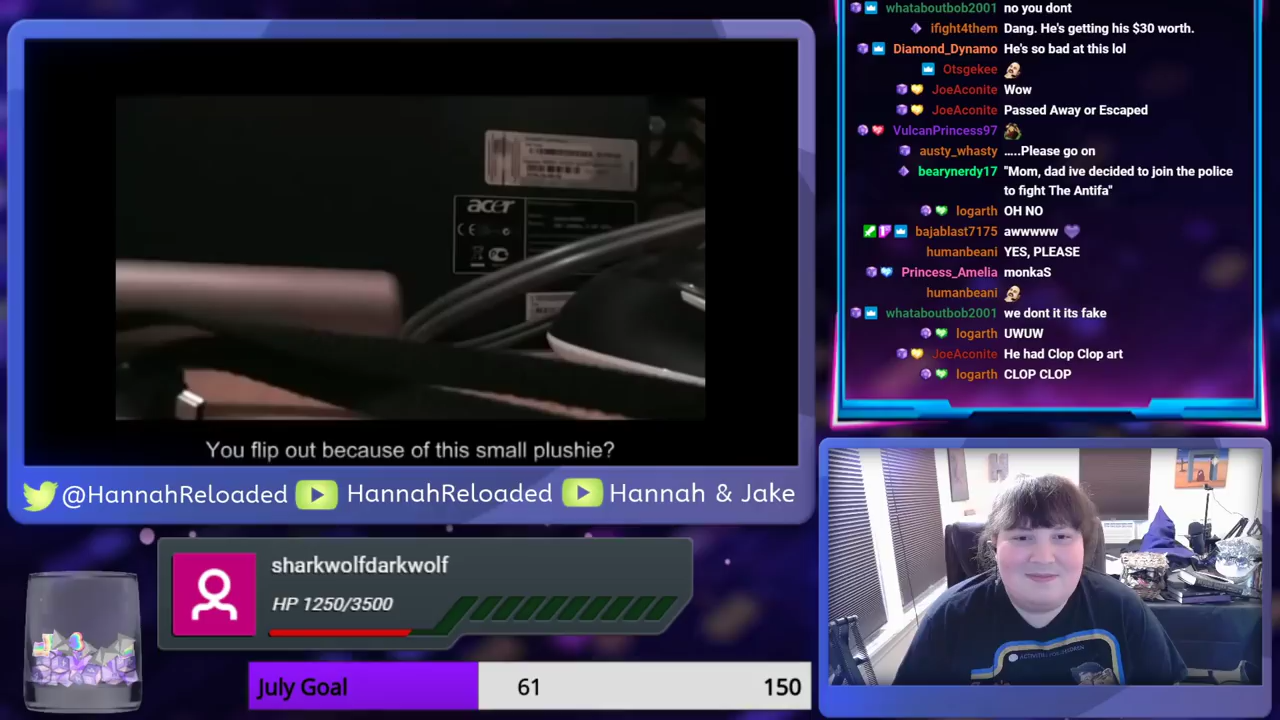 acer
CE
You flip out because of this small plushie?
@HannahReloaded HannahReloaded Hannah & Jake
sharkwolfdarkwolf
HP 1250/3500
July Goal 61 150
whataboutbob2001 no you dont
ifight4them Dang. He's getting his $30 worth.
Diamond_Dynamo He's so bad at this lol
Otsgekee
JoeAconite Wow
JoeAconite Passed Away or Escaped
VulcanPrincess97
austy_whasty .....Please go on
bearynerdy17 "Mom, dad ive decided to join the police
to fight The Antifa"
logarth OH NO
bajablast7175 awwwww
humanbeani YES, PLEASE
Princess_Amelia monkaS
humanbeani
whataboutbob2001 we dont it its fake
logarth UWUW
JoeAconite He had Clop Clop art
logarth CLOP CLOP